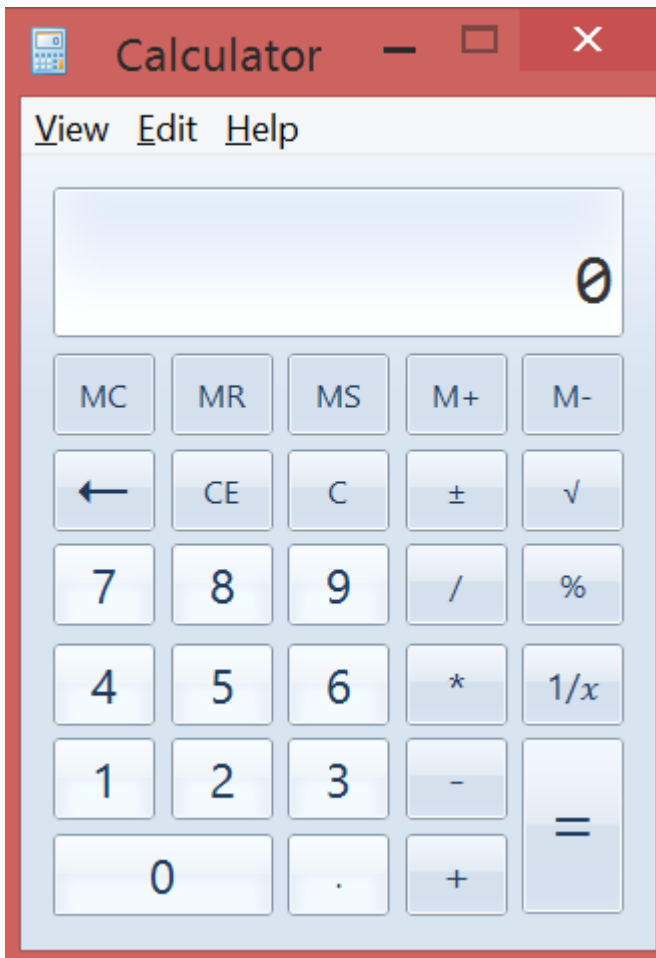 Calculator
View Edit Help
0
MC MR MS M+ M-
← CE C ± √
7 8 9 / %
4 5 6 * 1/x
1 2 3 - =
0 . +